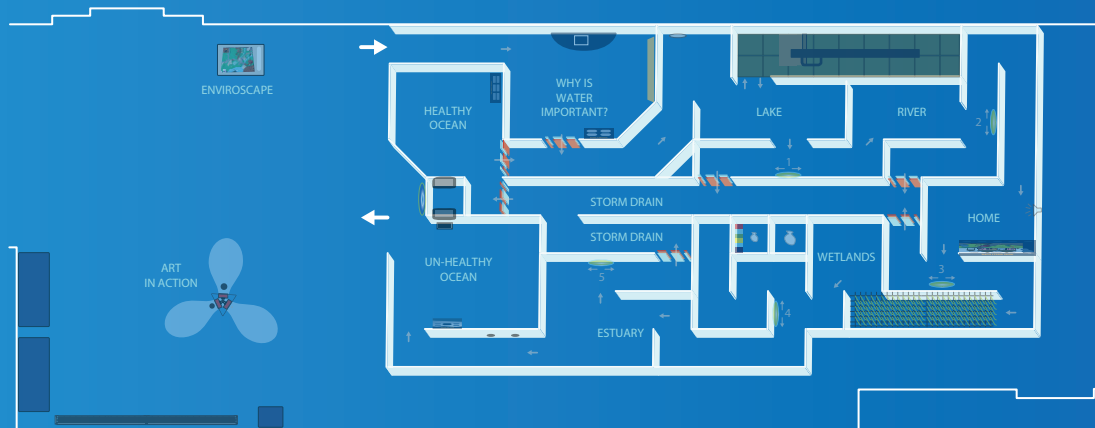 ENVIROSCAPE
WHY IS
WATER
IMPORTANT?
HEALTHY
OCEAN
LAKE
RIVER
2
1
STORM DRAIN
HOME
STORM DRAIN
WETLANDS
UN-HEALTHY
OCEAN
ART
IN ACTION
5
3
4
ESTUARY